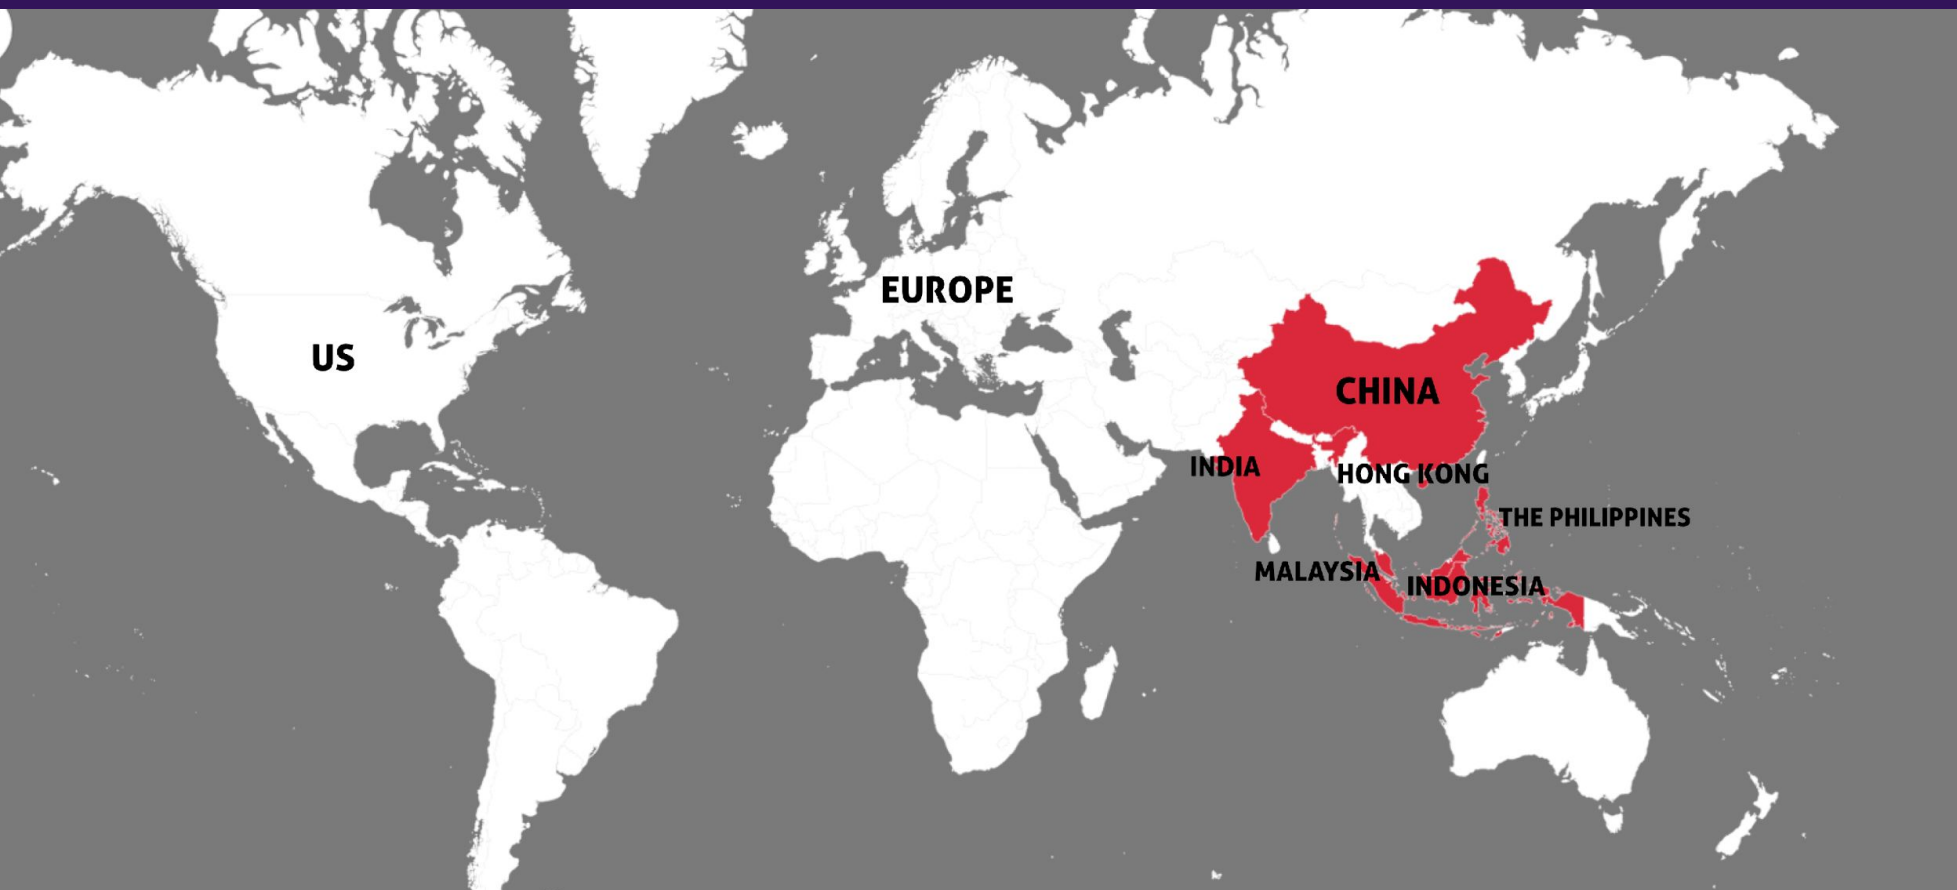 EUROPE
US
CHINA
INDIA
HONG KONG
THE PHILIPPINES
MALAYSIA
INDONESIA